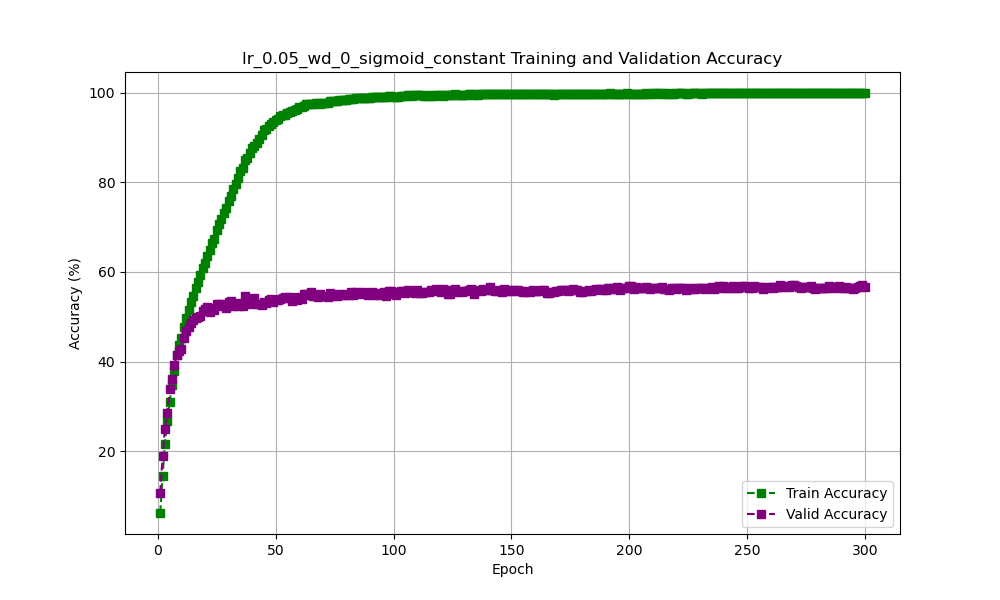 lr_0.05_wd_0_sigmoid_constant Training and Validation Accuracy
Accuracy (%)
100
80
60
40
20
0
50
100
150
200
250
300
Epoch
Train Accuracy
Valid Accuracy